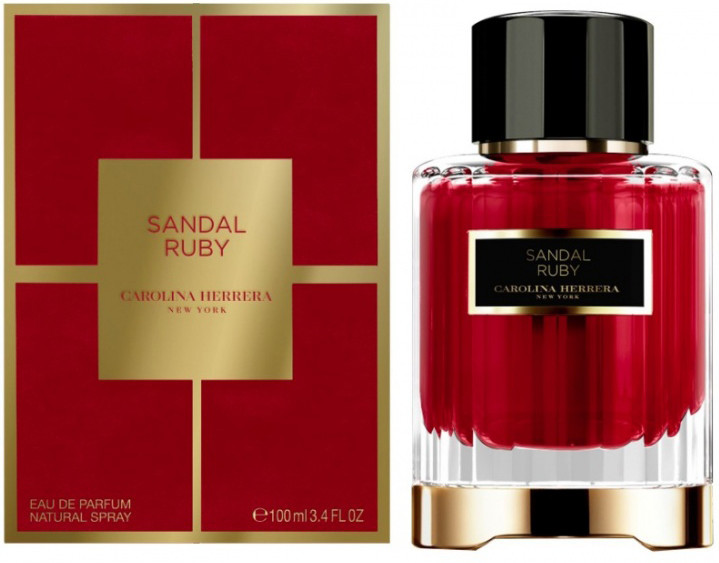 SANDAL
RUBY
CAROLINA HERRERA
NEW YORK
EAU DE PARFUM
NATURAL SPRAY
℮100 ml 3.4 FL OZ
SANDAL
RUBY
CAROLINA HERRERA
NEW YORK